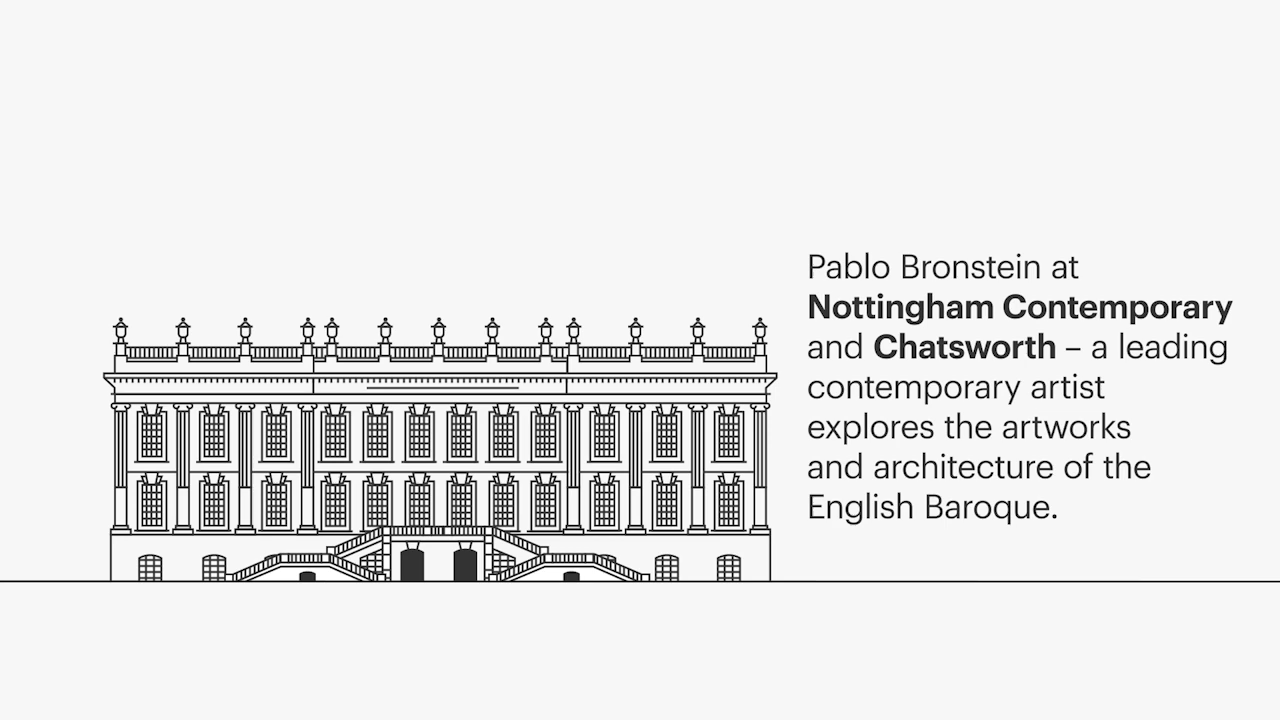 Pablo Bronstein at
Nottingham Contemporary
and Chatsworth – a leading
contemporary artist
explores the artworks
and architecture of the
English Baroque.